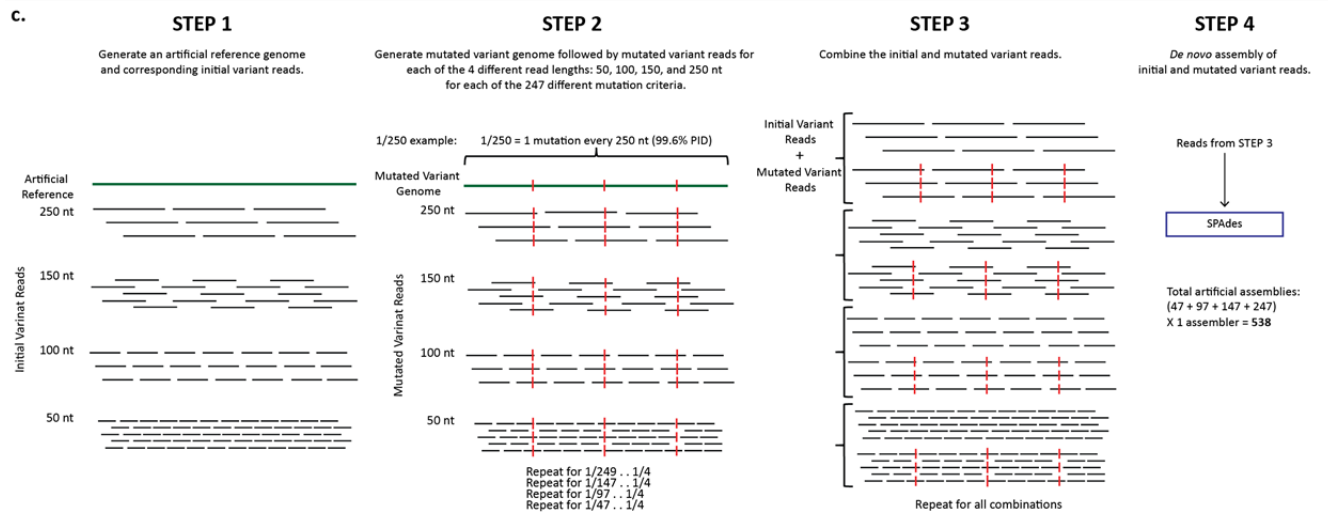 c.
STEP 1
Generate an artificial reference genome
and corresponding initial variant reads.
Artificial
Reference
250 nt
150 nt
100 nt
50 nt
Initial Varinat Reads
STEP 2
Generate mutated variant genome followed by mutated variant reads for
each of the 4 different read lengths: 50, 100, 150, and 250 nt
for each of the 247 different mutation criteria.
1/250 example:
1/250 = 1 mutation every 250 nt (99.6% PID)
Mutated Variant
Genome
250 nt
150 nt
100 nt
50 nt
Mutated Varinat Reads
Repeat for 1/249 . . 1/4
Repeat for 1/147 . . 1/4
Repeat for 1/97 . . 1/4
Repeat for 1/47 . . 1/4
STEP 3
Combine the initial and mutated variant reads.
Initial Variant
Reads
+
Mutated Variant
Reads
Repeat for all combinations
STEP 4
De novo assembly of
initial and mutated variant reads.
Reads from STEP 3
SPAdes
Total artificial assemblies:
(47 + 97 + 147 + 247)
X 1 assembler = 538